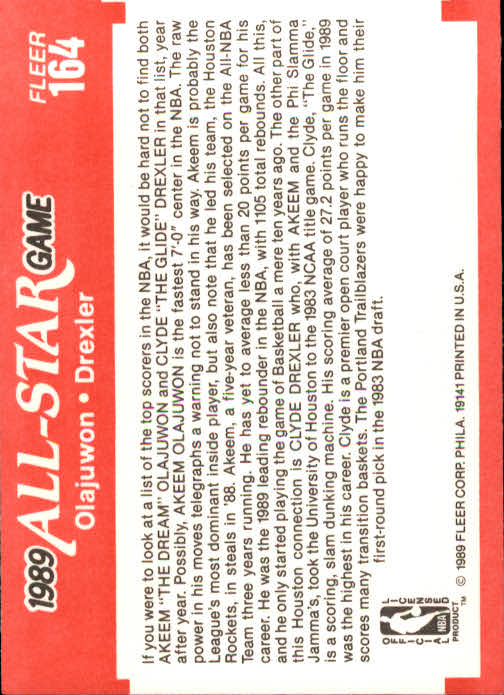 FLEER
164
1989 ALL-STAR GAME
Olajuwon • Drexler
If you were to look at a list of the top scorers in the NBA, it would be hard not to find both
AKEEM "THE DREAM" OLAJUWON and CLYDE "THE GLIDE" DREXLER in that list, year
after year. Possibly, AKEEM OLAJUWON is the fastest 7'-0" center in the NBA. The raw
power in his moves telegraphs a warning not to stand in his way. Akeem is probably the
League's most dominant inside player, but also note that he led his team, the Houston
Rockets, in steals in '88. Akeem, a five-year veteran, has been selected on the All-NBA
Team three years running. He has yet to average less than 20 points per game for his
career. He was the 1989 leading rebounder in the NBA, with 1105 total rebounds. All this,
and he only started playing the game of Basketball a mere ten years ago. The other part of
this Houston connection is CLYDE DREXLER who, with AKEEM and the Phi Slamma
Jamma's, took the University of Houston to the 1983 NCAA title game. Clyde, "The Glide,"
is a scoring, slam dunking machine. His scoring average of 27.2 points per game in 1989
was the highest in his career. Clyde is a premier open court player who runs the floor and
scores many transition baskets. The Portland Trailblazers were happy to make him their
first-round pick in the 1983 NBA draft.
OFFICIAL
LICENSED
NBA
PRODUCT™
© 1989 FLEER CORP. PHILA. 19141 PRINTED IN U.S.A.